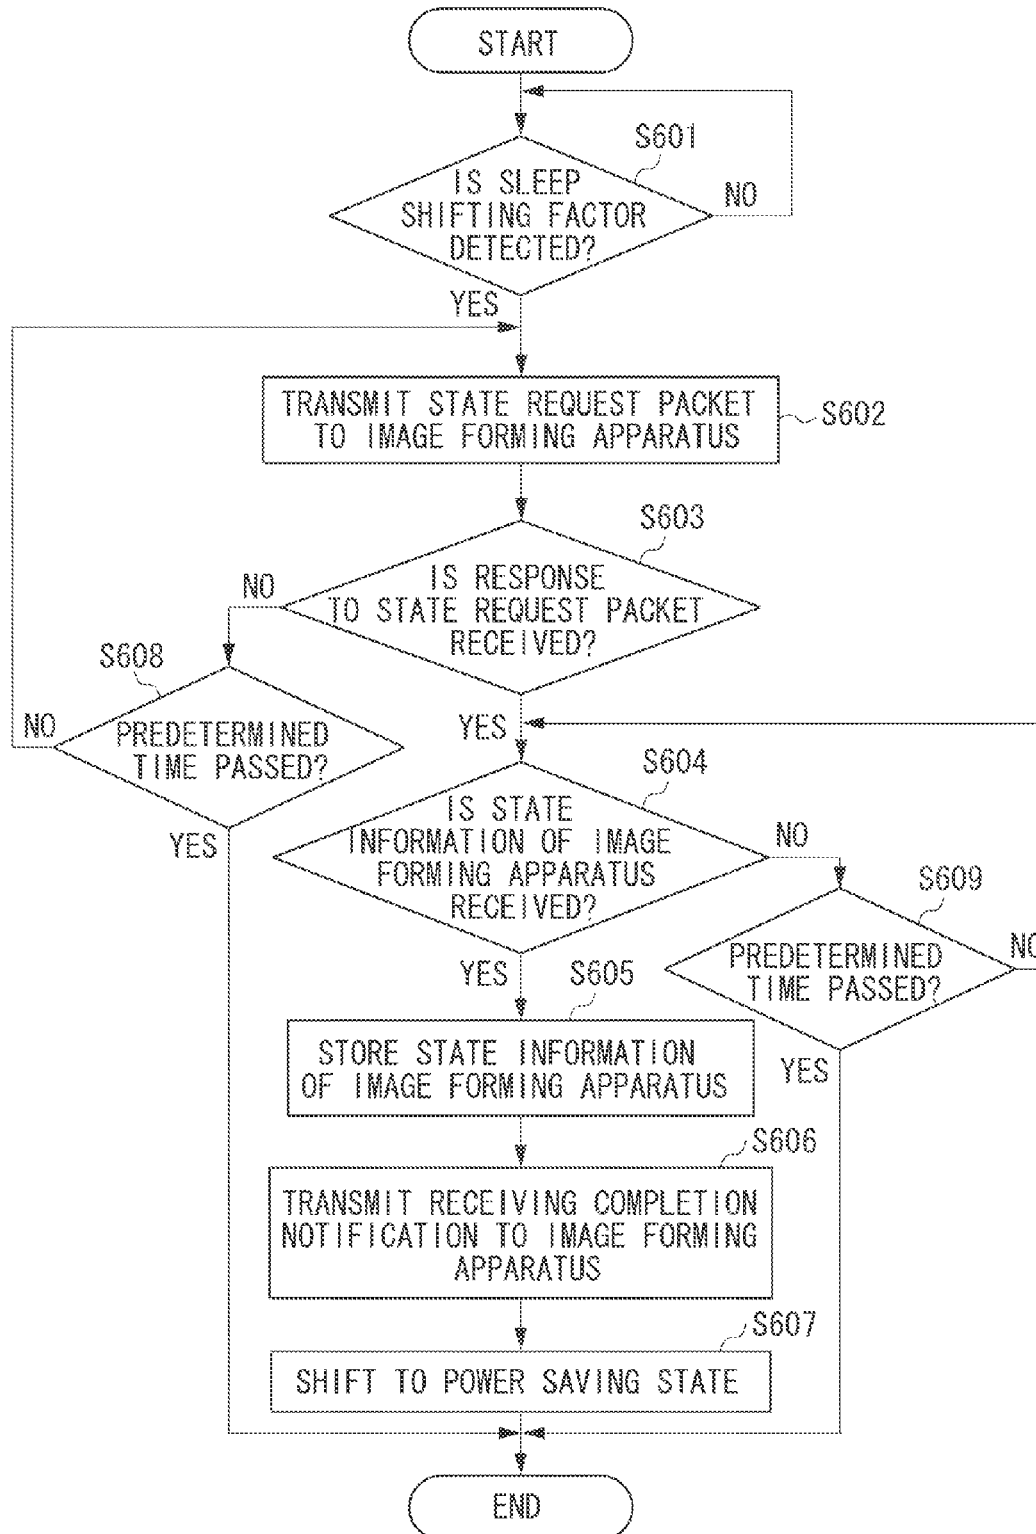 START
S601
IS SLEEP
SHIFTING FACTOR
DETECTED?
NO
YES
TRANSMIT STATE REQUEST PACKET
TO IMAGE FORMING APPARATUS
S602
S603
IS RESPONSE
TO STATE REQUEST PACKET
RECEIVED?
NO
S608
PREDETERMINED
TIME PASSED?
NO
YES
YES
S604
IS STATE
INFORMATION OF IMAGE
FORMING APPARATUS
RECEIVED?
NO
S609
PREDETERMINED
TIME PASSED?
NO
YES
YES
S605
STORE STATE INFORMATION
OF IMAGE FORMING APPARATUS
S606
TRANSMIT RECEIVING COMPLETION
NOTIFICATION TO IMAGE FORMING
APPARATUS
S607
SHIFT TO POWER SAVING STATE
END